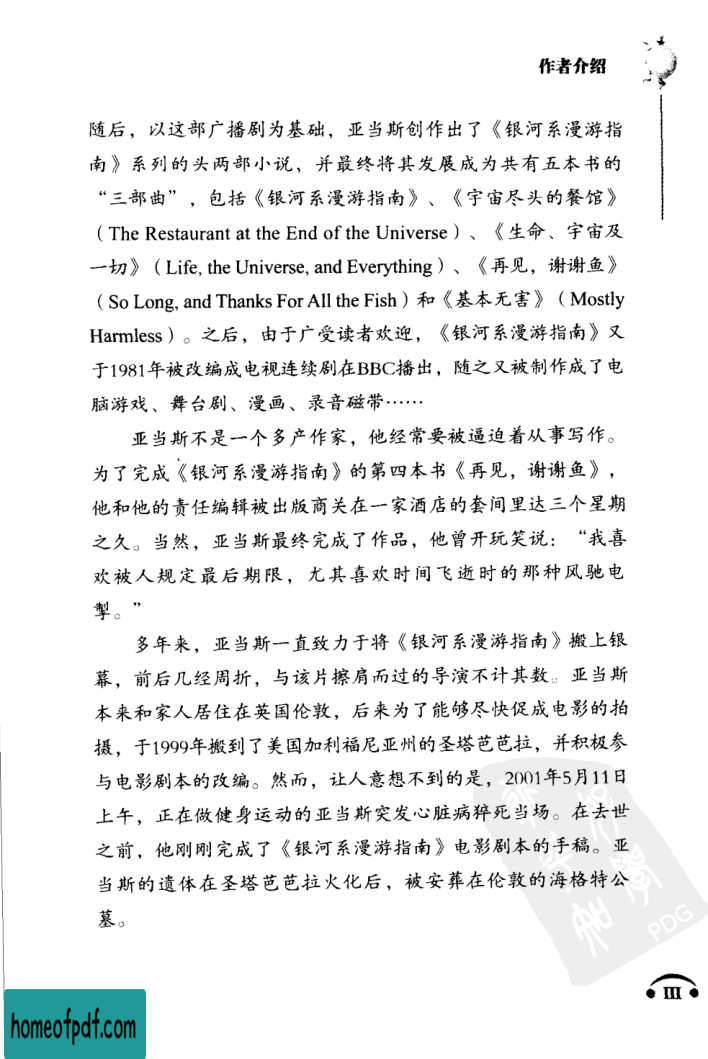 作者介绍
随后，以这部广播剧为基础，亚当斯创作出了《银河系漫游指
南》系列的头两部小说，并最终将其发展成为共有五本书的
“三部曲”，包括《银河系漫游指南》、《宇宙尽头的餐馆》
（The Restaurant at the End of the Universe）、《生命、宇宙及
一切》（Life, the Universe, and Everything）、《再见，谢谢鱼》
（So Long, and Thanks For All the Fish）和《基本无害》（Mostly
Harmless）。之后，由于广受读者欢迎，《银河系漫游指南》又
于1981年被改编成电视连续剧在BBC播出，随之又被制作成了电
脑游戏、舞台剧、漫画、录音磁带……
亚当斯不是一个多产作家，他经常要被逼迫着从事写作。
为了完成《银河系漫游指南》的第四本书《再见，谢谢鱼》，
他和他的责任编辑被出版商关在一家酒店的套间里达三个星期
之久。当然，亚当斯最终完成了作品，他曾开玩笑说：“我喜
欢被人规定最后期限，尤其喜欢时间飞逝时的那种风驰电
掣。”
多年来，亚当斯一直致力于将《银河系漫游指南》搬上银
幕，前后几经周折，与该片擦肩而过的导演不计其数。亚当斯
本来和家人居住在英国伦敦，后来为了能够尽快促成电影的拍
摄，于1999年搬到了美国加利福尼亚州的圣塔芭芭拉，并积极参
与电影剧本的改编。然而，让人意想不到的是，2001年5月11日
上午，正在做健身运动的亚当斯突发心脏病猝死当场。在去世
之前，他刚刚完成了《银河系漫游指南》电影剧本的手稿。亚
当斯的遗体在圣塔芭芭拉火化后，被安葬在伦敦的海格特公
墓。
PDG
III
homeofpdf.com